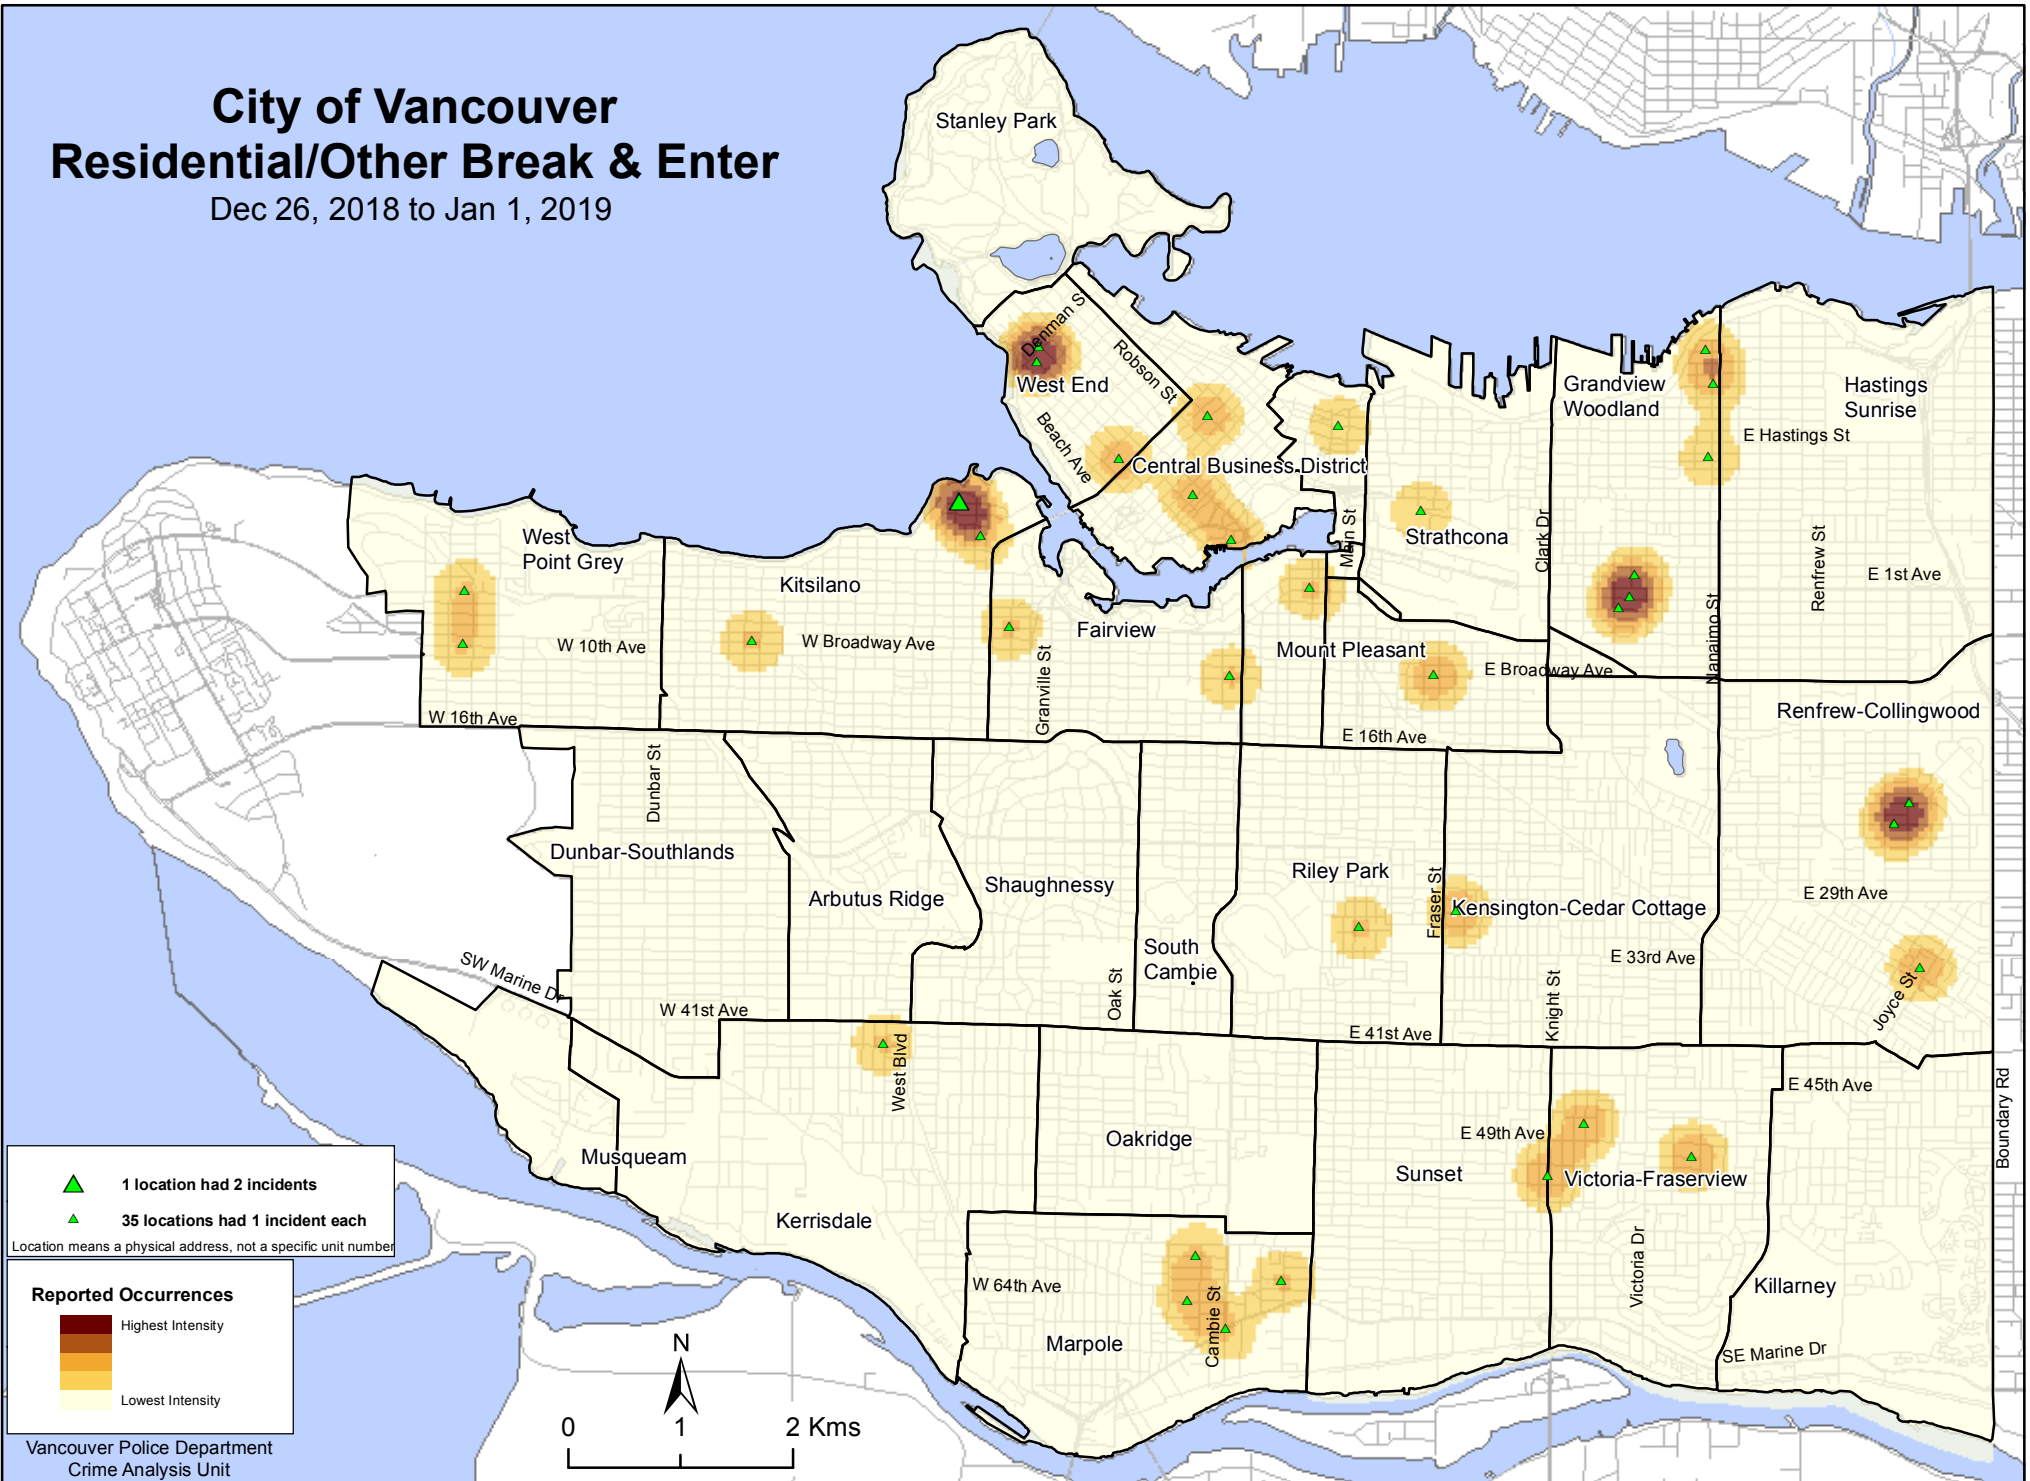 City of Vancouver
Residential/Other Break & Enter
Dec 26, 2018 to Jan 1, 2019
Stanley Park
Denman S
Robson St
West End
Beach Ave
Central Business District
Grandview
Woodland
Hastings
Sunrise
E Hastings St
Main St
Strathcona
Clark Dr
Nanaimo St
Renfrew St
E 1st Ave
West
Point Grey
Kitsilano
W 10th Ave
W Broadway Ave
Fairview
Granville St
Mount Pleasant
E Broadway Ave
W 16th Ave
E 16th Ave
Renfrew-Collingwood
Dunbar St
Dunbar-Southlands
Arbutus Ridge
Shaughnessy
South
Cambie
Oak St
Riley Park
Fraser St
Kensington-Cedar Cottage
E 29th Ave
E 33rd Ave
Knight St
Joyce St
SW Marine Dr
W 41st Ave
E 41st Ave
West Blvd
E 45th Ave
Boundary Rd
Musqueam
Oakridge
E 49th Ave
Sunset
Victoria-Fraserview
Kerrisdale
W 64th Ave
Marpole
Cambie St
Victoria Dr
Killarney
SE Marine Dr
1 location had 2 incidents
35 locations had 1 incident each
Location means a physical address, not a specific unit number
Reported Occurrences
Highest Intensity
Lowest Intensity
Vancouver Police Department
Crime Analysis Unit
N
0 1 2 Kms